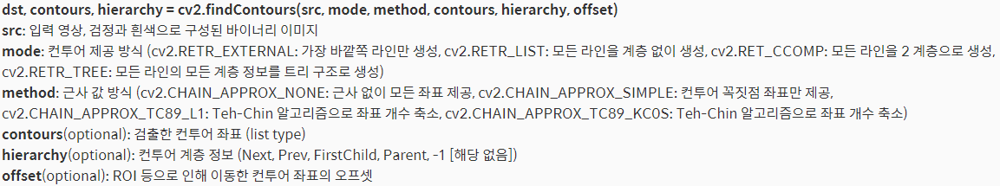 dst, contours, hierarchy = cv2.findContours(src, mode, method, contours, hierarchy, offset)
src: 입력 영상, 검정과 흰색으로 구성된 바이너리 이미지
mode: 컨투어 제공 방식 (cv2.RETR_EXTERNAL: 가장 바깥쪽 라인만 생성, cv2.RETR_LIST: 모든 라인을 계층 없이 생성, cv2.RET_CCOMP: 모든 라인을 2 계층으로 생성,
cv2.RETR_TREE: 모든 라인의 모든 계층 정보를 트리 구조로 생성)
method: 근사 값 방식 (cv2.CHAIN_APPROX_NONE: 근사 없이 모든 좌표 제공, cv2.CHAIN_APPROX_SIMPLE: 컨투어 꼭짓점 좌표만 제공,
cv2.CHAIN_APPROX_TC89_L1: Teh-Chin 알고리즘으로 좌표 개수 축소, cv2.CHAIN_APPROX_TC89_KCOS: Teh-Chin 알고리즘으로 좌표 개수 축소)
contours(optional): 검출한 컨투어 좌표 (list type)
hierarchy(optional): 컨투어 계층 정보 (Next, Prev, FirstChild, Parent, -1 [해당 없음])
offset(optional): ROI 등으로 인해 이동한 컨투어 좌표의 오프셋